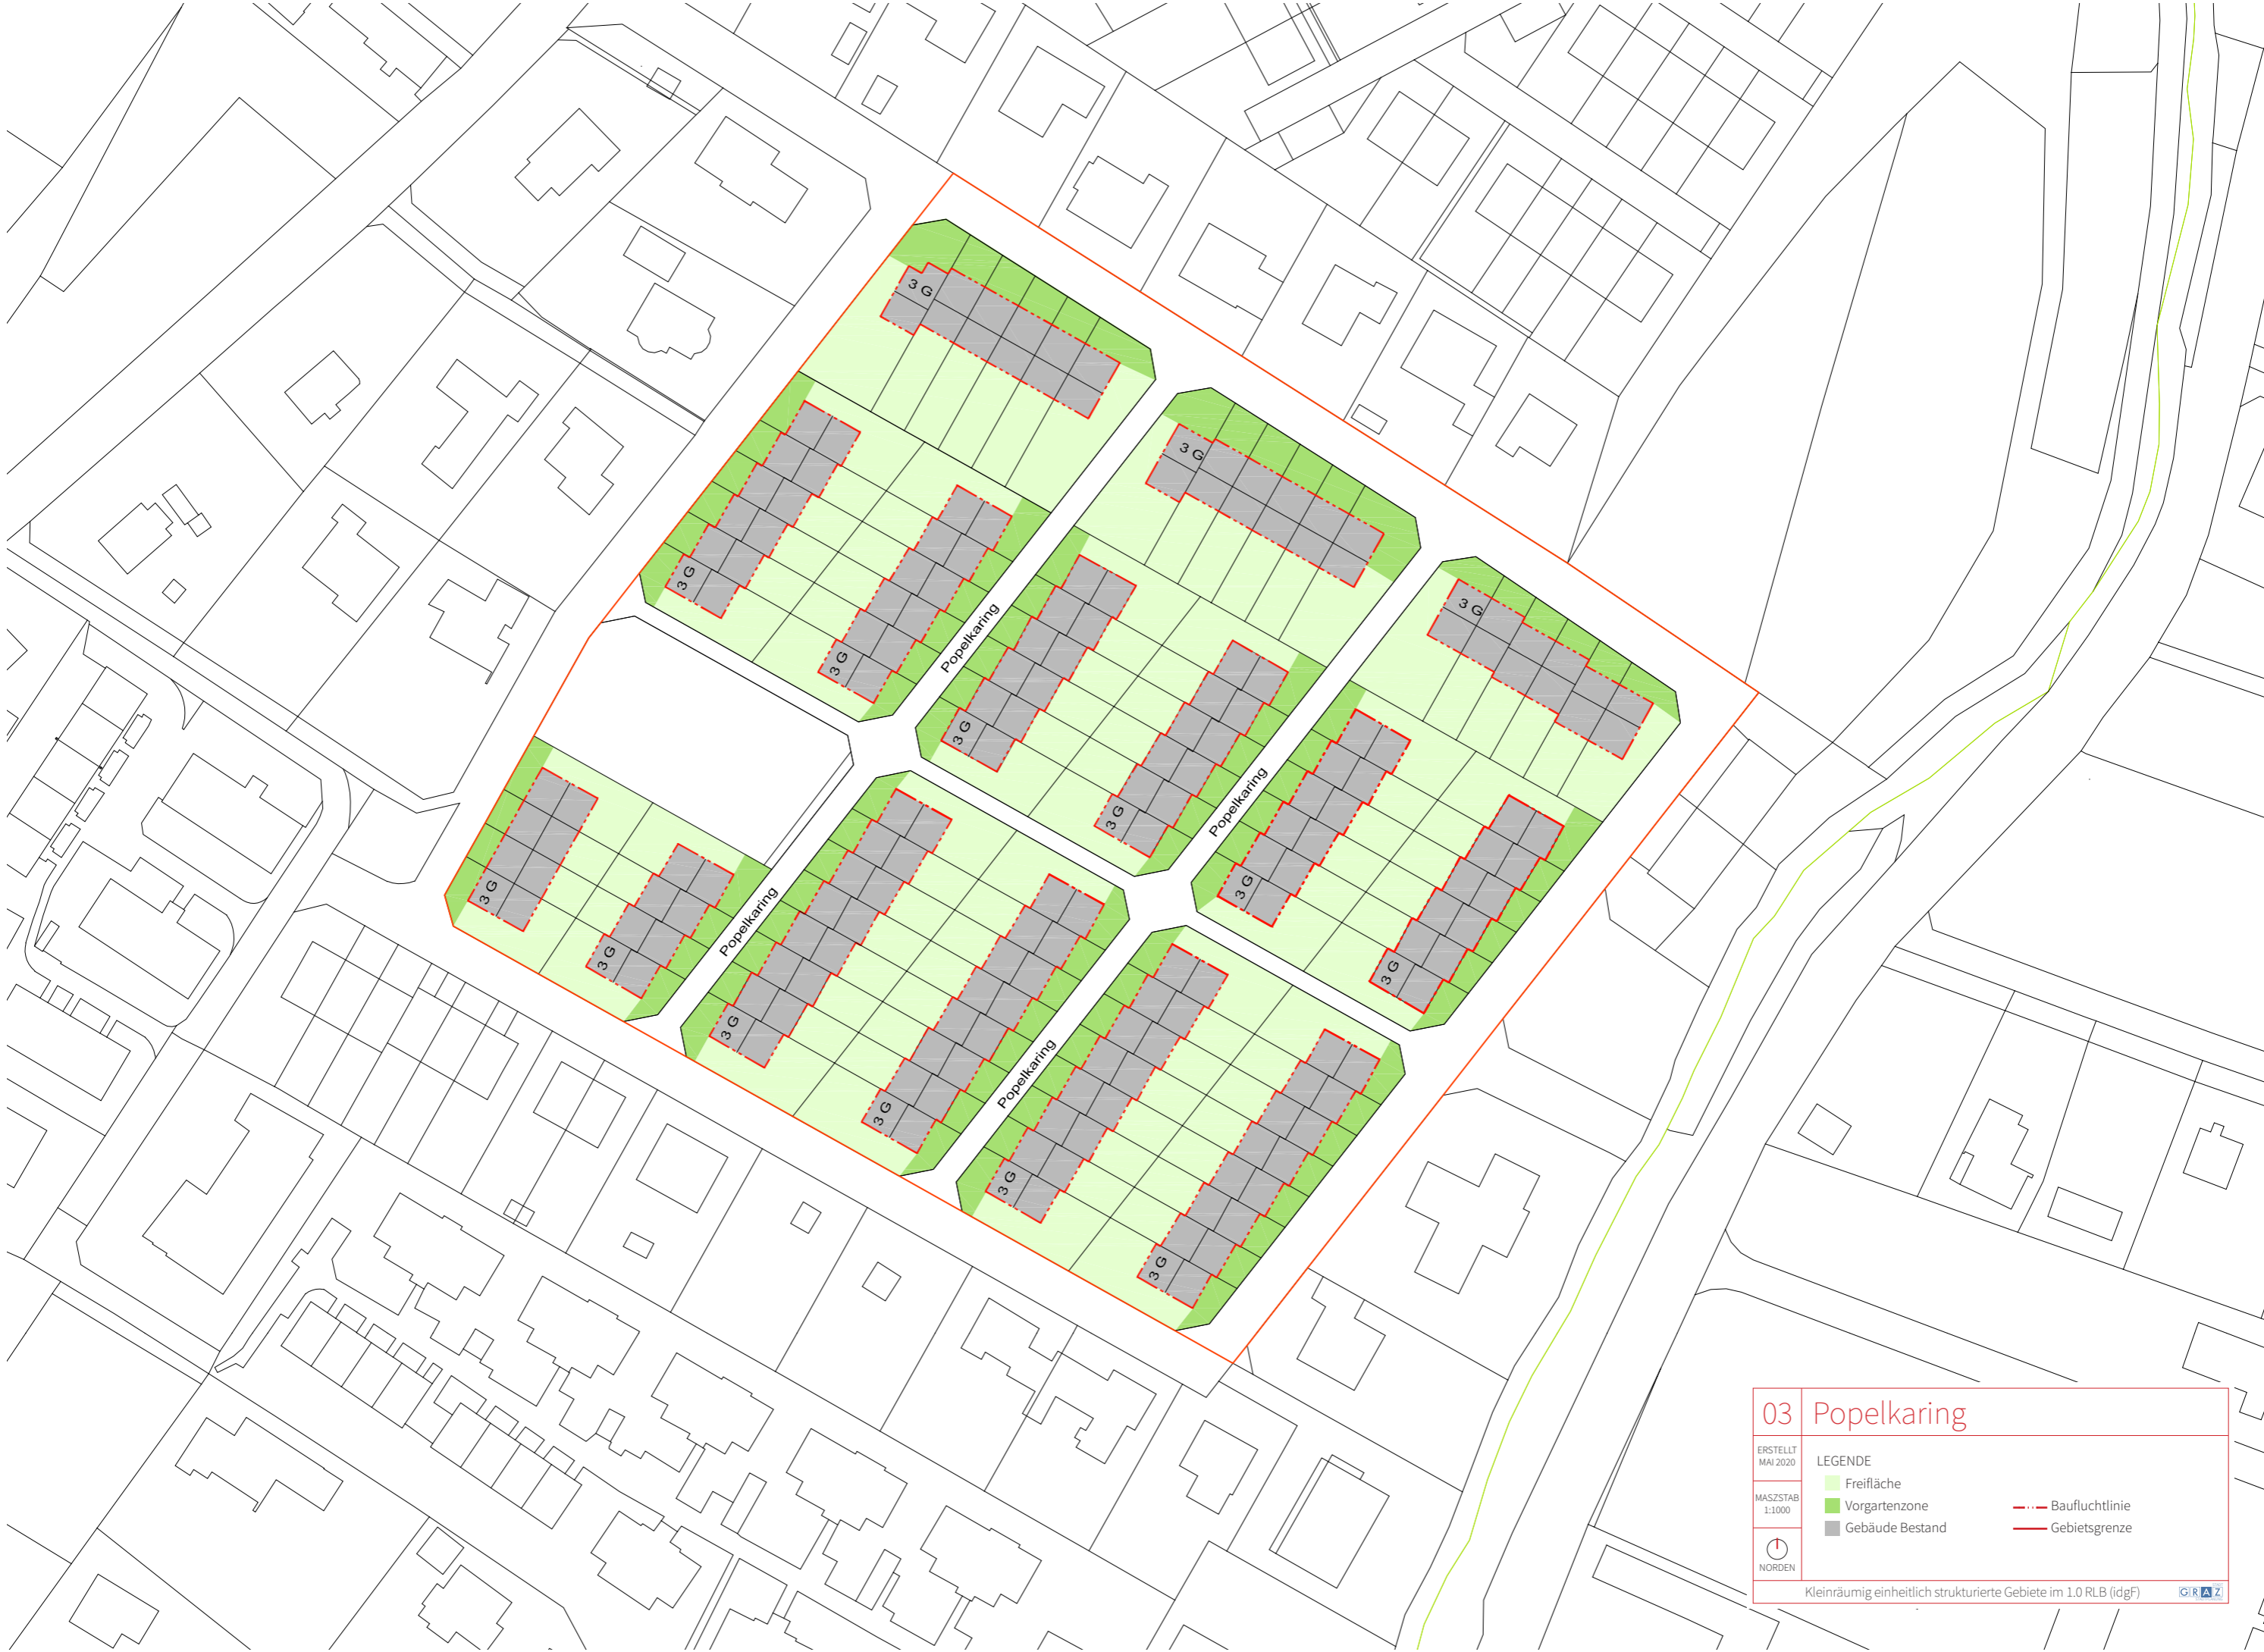 3 G
3 G
3 G
3 G
3 G
Popelkaring
3 G
3 G
3 G
Popelkaring
3 G
3 G
3 G
3 G
Popelkaring
3 G
3 G
Popelkaring
3 G
3 G
03 Popelkaring
ERSTELLT
MAI 2020
LEGENDE
Freifläche
MASZSTAB
1:1000
Vorgartenzone
Baufluchtlinie
Gebäude Bestand
Gebietsgrenze
NORDEN
Kleinräumig einheitlich strukturierte Gebiete im 1.0 RLB (idgF)
GRAZ